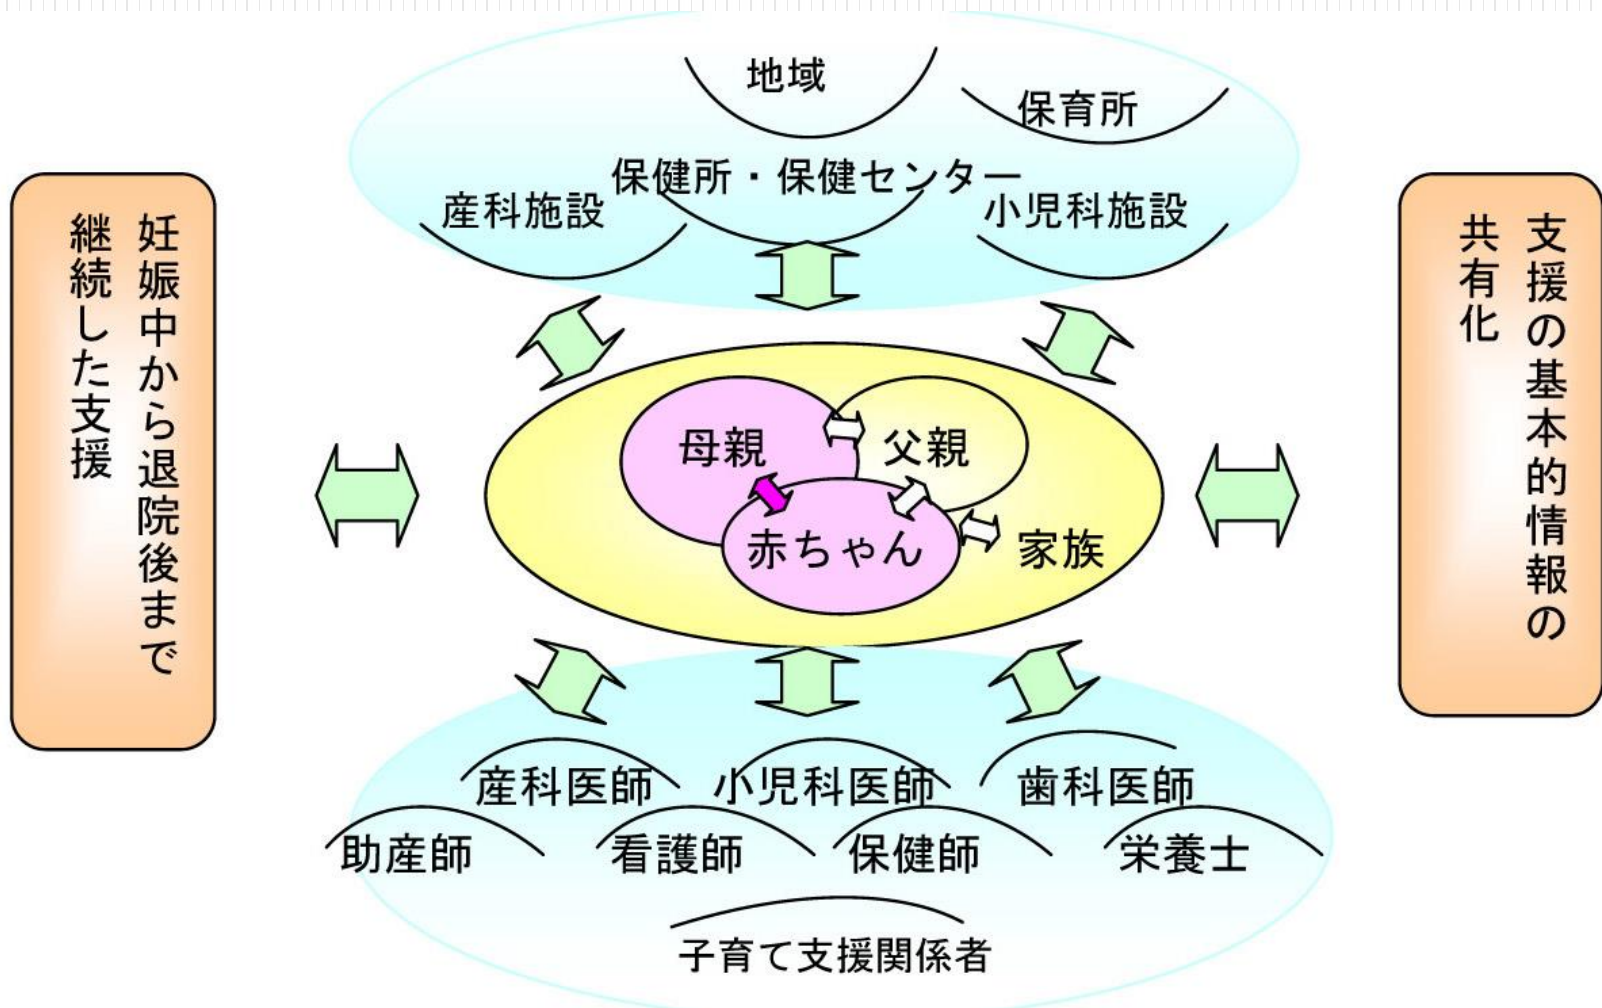 地域
保育所
保健所・保健センター
産科施設
小児科施設
妊娠中から退院後まで
継続した支援
支援の基本的情報の
共有化
母親
父親
赤ちゃん
家族
産科医師
小児科医師
歯科医師
助産師
看護師
保健師
栄養士
子育て支援関係者